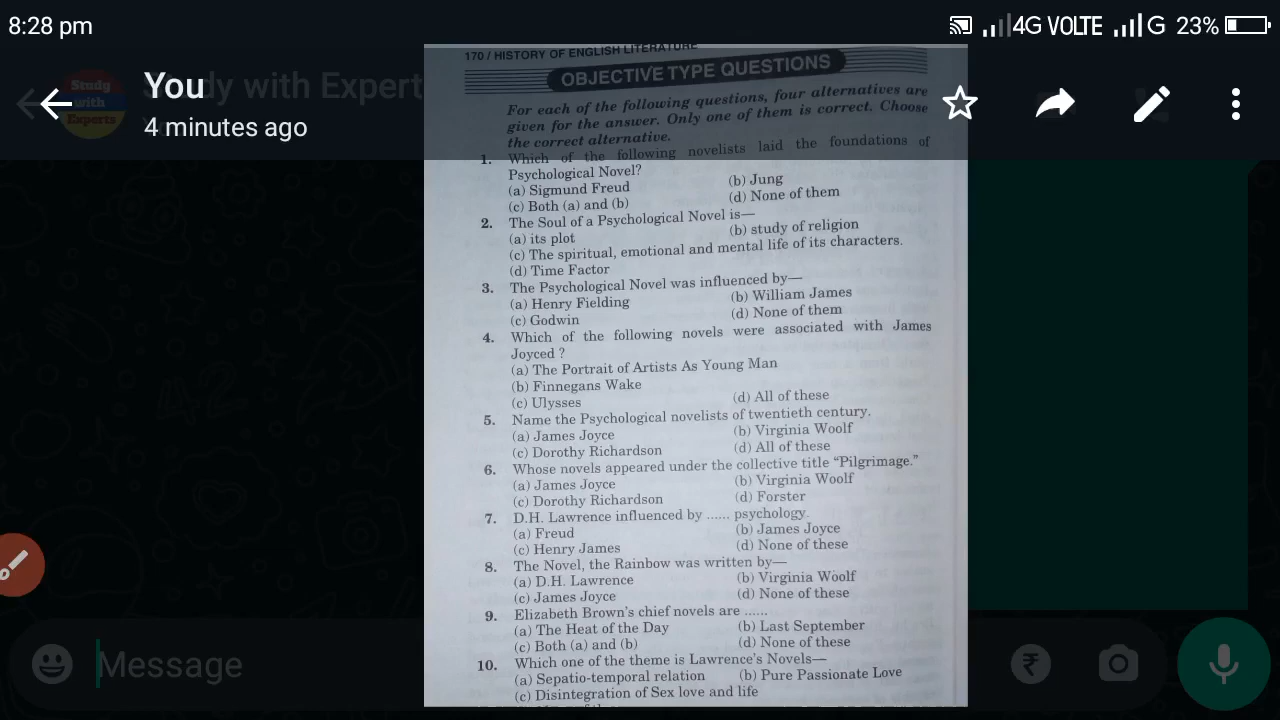 8:28 pm
4G VOLTE G 23%
Study with Expert
Study
with
Experts
You
4 minutes ago
170 / HISTORY OF ENGLISH LITERATURE
OBJECTIVE TYPE QUESTIONS
For each of the following questions, four alternatives are
given for the answer. Only one of them is correct. Choose
the correct alternative.
1. Which of the following novelists laid the foundations of
Psychological Novel?
(a) Sigmund Freud (b) Jung
(c) Both (a) and (b) (d) None of them
2. The Soul of a Psychological Novel is—
(a) its plot (b) study of religion
(c) The spiritual, emotional and mental life of its characters.
(d) Time Factor
3. The Psychological Novel was influenced by—
(a) Henry Fielding (b) William James
(c) Godwin (d) None of them
4. Which of the following novels were associated with James
Joyced ?
(a) The Portrait of Artists As Young Man
(b) Finnegans Wake
(c) Ulysses (d) All of these
5. Name the Psychological novelists of twentieth century.
(a) James Joyce (b) Virginia Woolf
(c) Dorothy Richardson (d) All of these
6. Whose novels appeared under the collective title “Pilgrimage.”
(a) James Joyce (b) Virginia Woolf
(c) Dorothy Richardson (d) Forster
7. D.H. Lawrence influenced by ...... psychology.
(a) Freud (b) James Joyce
(c) Henry James (d) None of these
8. The Novel, the Rainbow was written by—
(a) D.H. Lawrence (b) Virginia Woolf
(c) James Joyce (d) None of these
9. Elizabeth Brown's chief novels are ......
(a) The Heat of the Day (b) Last September
(c) Both (a) and (b) (d) None of these
10. Which one of the theme is Lawrence's Novels—
(a) Sepatio-temporal relation (b) Pure Passionate Love
(c) Disintegration of Sex love and life
Message